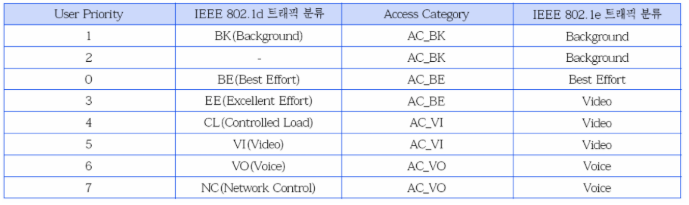 User Priority IEEE 802.1d 트래픽 분류 Access Category IEEE 802.1e 트래픽 분류
1 BK(Background) AC_BK Background
2 - AC_BK Background
0 BE(Best Effort) AC_BE Best Effort
3 EE(Excellent Effort) AC_BE Video
4 CL(Controlled Load) AC_VI Video
5 VI(Video) AC_VI Video
6 VO(Voice) AC_VO Voice
7 NC(Network Control) AC_VO Voice